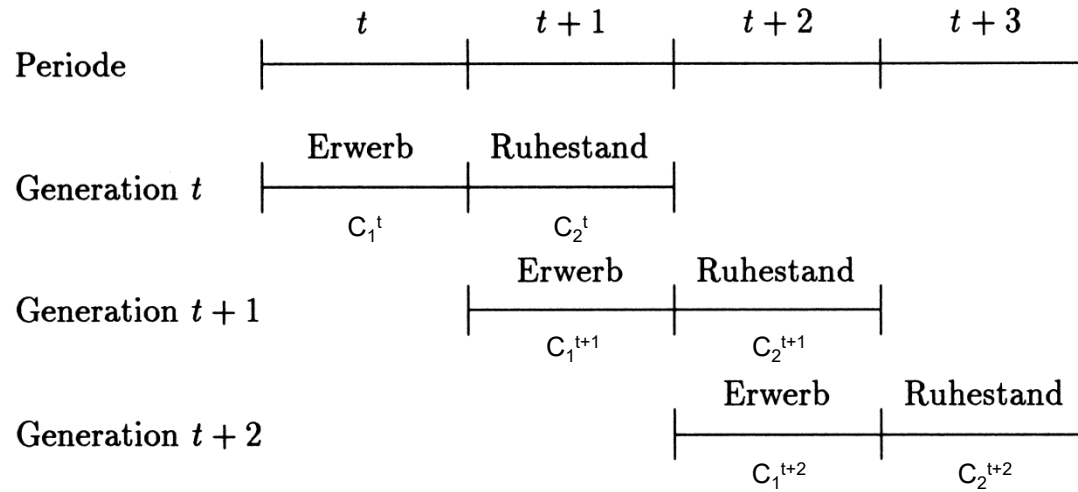 t t + 1 t + 2 t + 3
Periode
Erwerb Ruhestand
Generation t
C₁ᵗ C₂ᵗ
Erwerb Ruhestand
Generation t + 1
C₁ᵗ⁺¹ C₂ᵗ⁺¹
Erwerb Ruhestand
Generation t + 2
C₁ᵗ⁺² C₂ᵗ⁺²